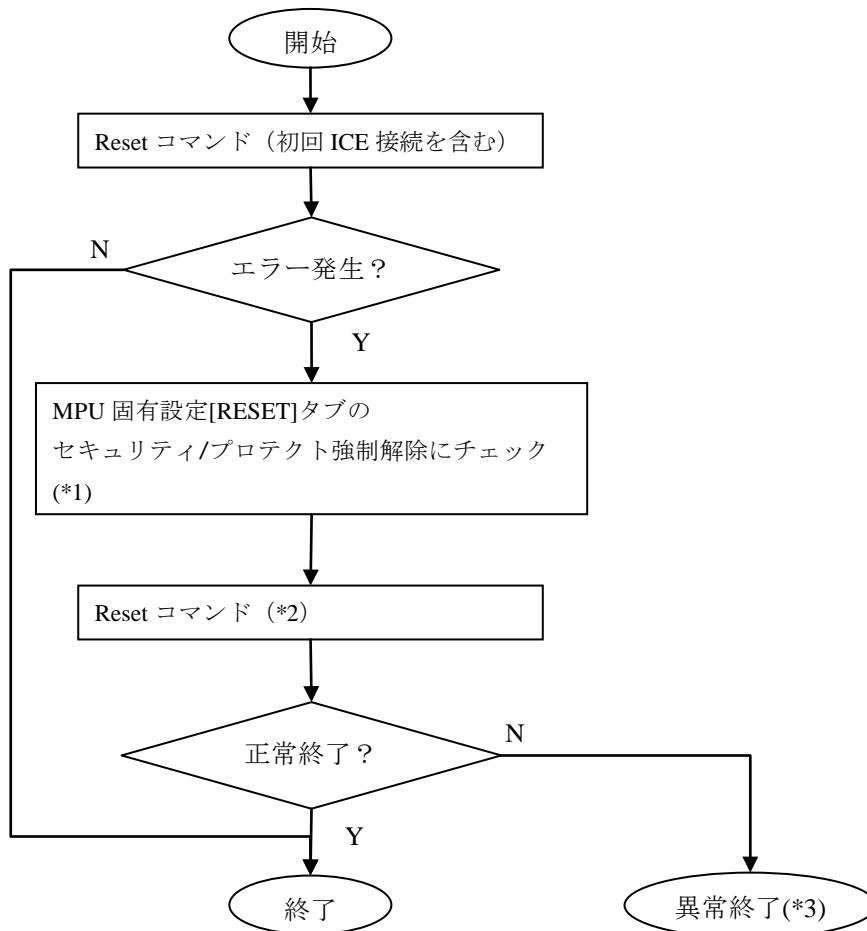 開始
Reset コマンド（初回 ICE 接続を含む）
N
エラー発生？
Y
MPU 固有設定[RESET]タブの
セキュリティ/プロテクト強制解除にチェック
(*1)
Reset コマンド（*2）
正常終了？
N
Y
終了
異常終了(*3)